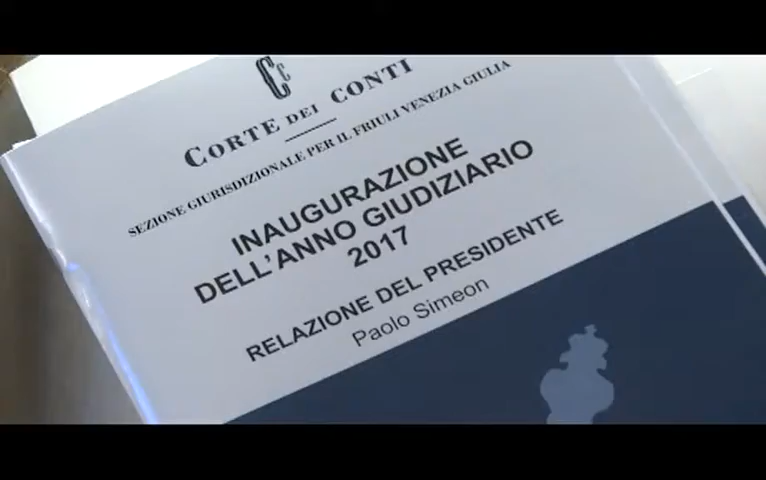 Cc
CORTE DEI CONTI
SEZIONE GIURISDIZIONALE PER IL FRIULI VENEZIA GIULIA
INAUGURAZIONE
DELL'ANNO GIUDIZIARIO
2017
RELAZIONE DEL PRESIDENTE
Paolo Simeon